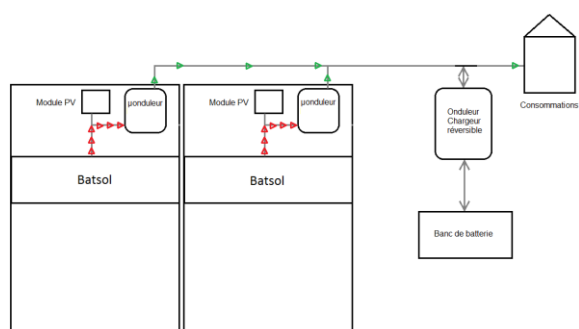 Module PV
µonduleur
Batsol
Module PV
µonduleur
Batsol
Onduleur
Chargeur
réversible
Banc de batterie
Consommations